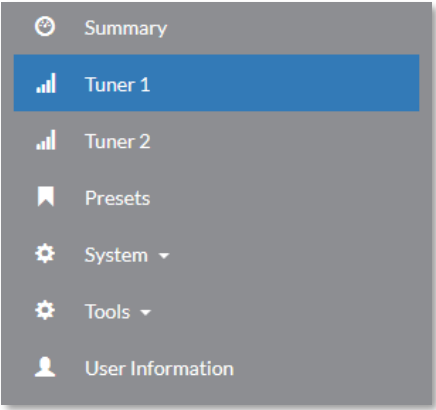 Summary
Tuner 1
Tuner 2
Presets
System
Tools
User Information